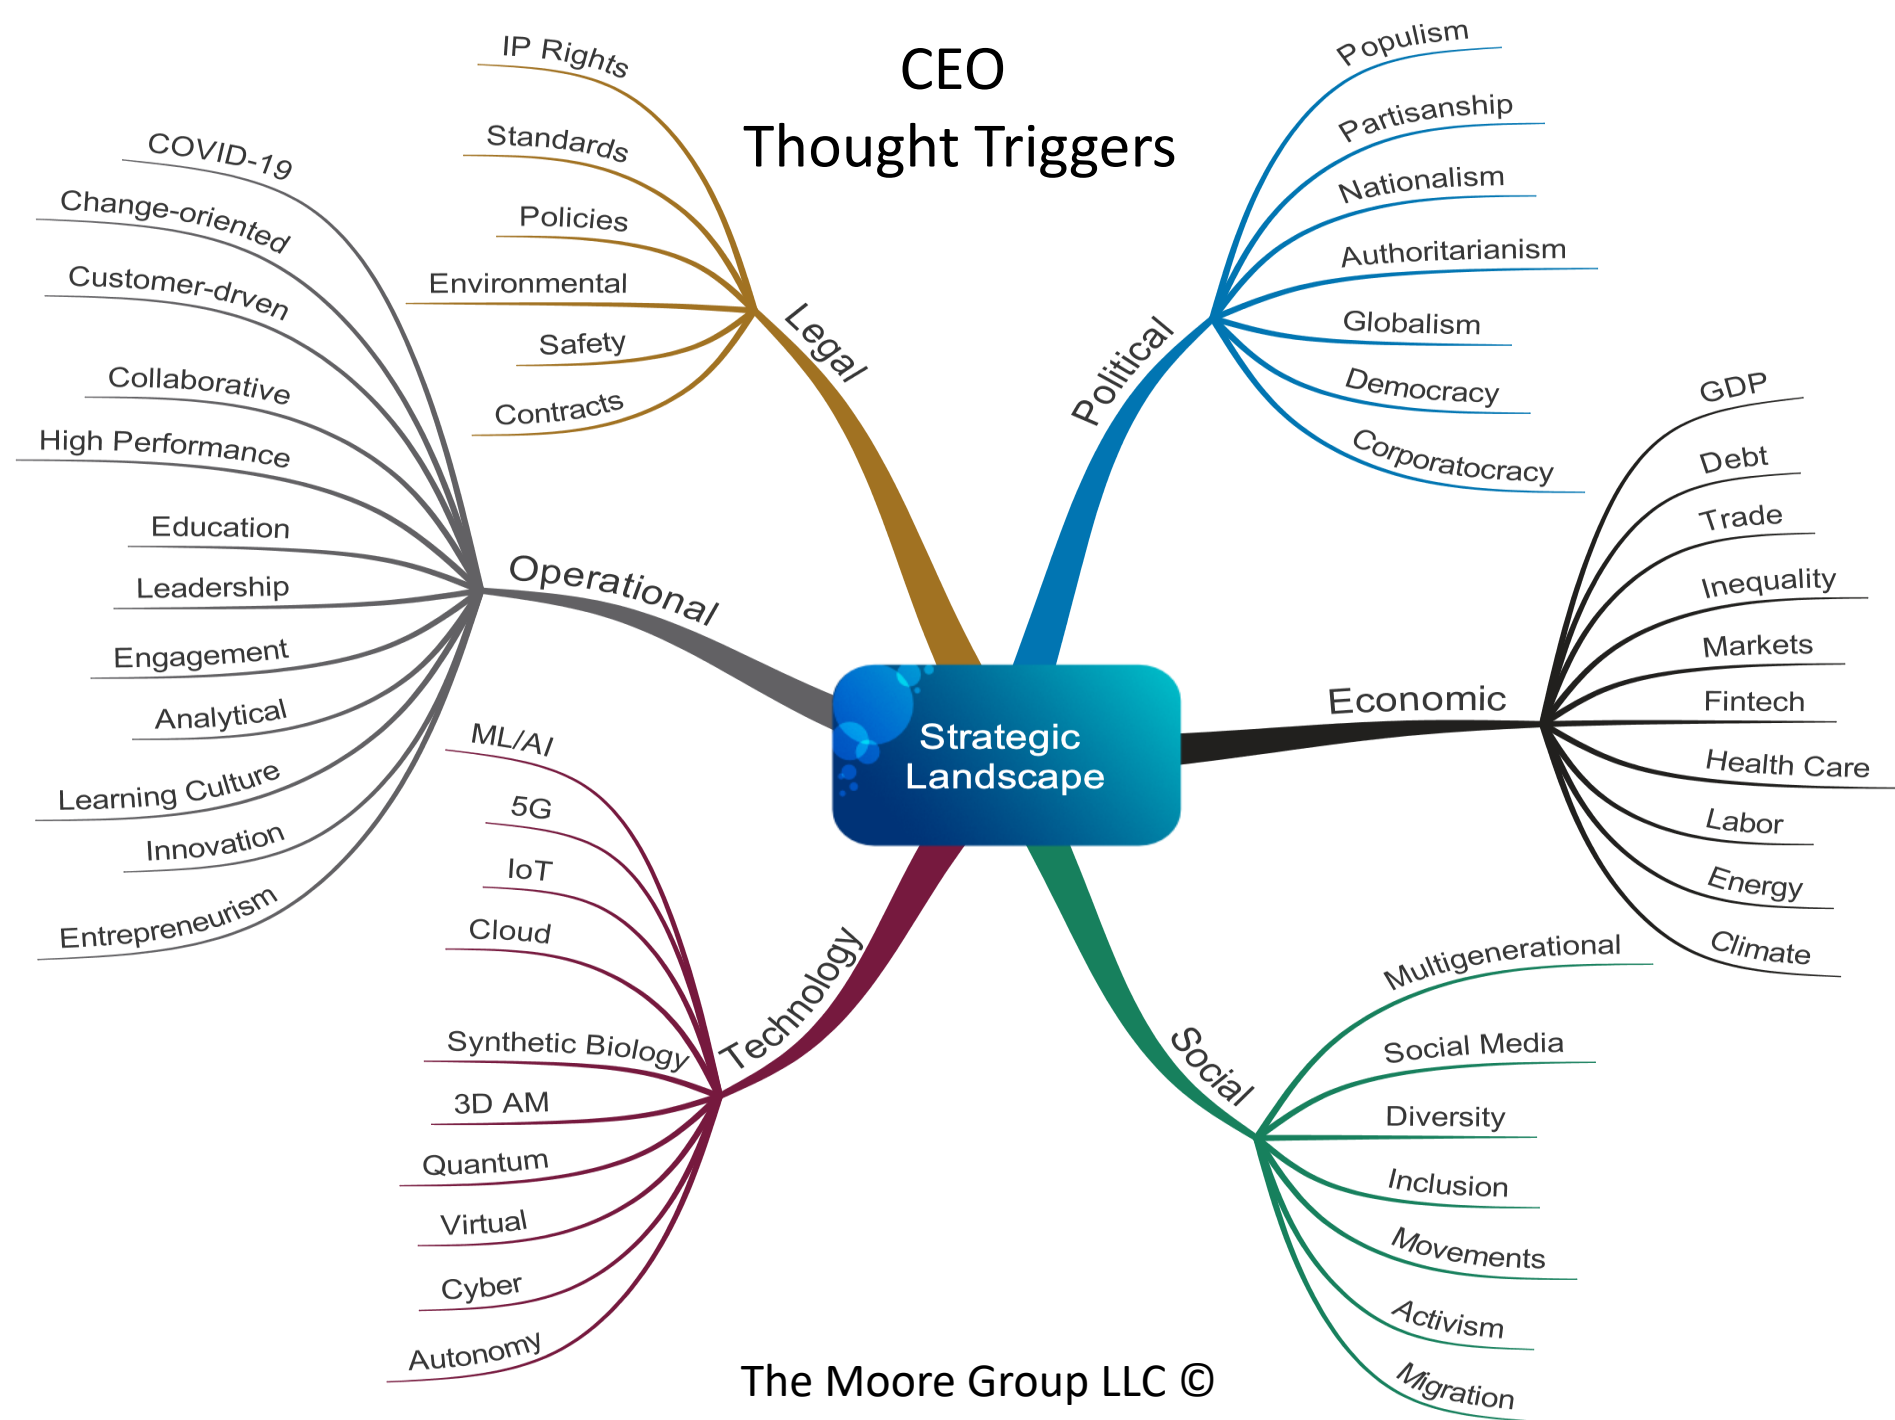 CEO
Thought Triggers
Strategic
Landscape
Legal
IP Rights
Standards
Policies
Environmental
Safety
Contracts
Political
Populism
Partisanship
Nationalism
Authoritarianism
Globalism
Democracy
Corporatocracy
Operational
COVID-19
Change-oriented
Customer-drven
Collaborative
High Performance
Education
Leadership
Engagement
Analytical
Learning Culture
Innovation
Entrepreneurism
Economic
GDP
Debt
Trade
Inequality
Markets
Fintech
Health Care
Labor
Energy
Climate
Technology
ML/AI
5G
IoT
Cloud
Synthetic Biology
3D AM
Quantum
Virtual
Cyber
Autonomy
Social
Multigenerational
Social Media
Diversity
Inclusion
Movements
Activism
Migration
The Moore Group LLC ©